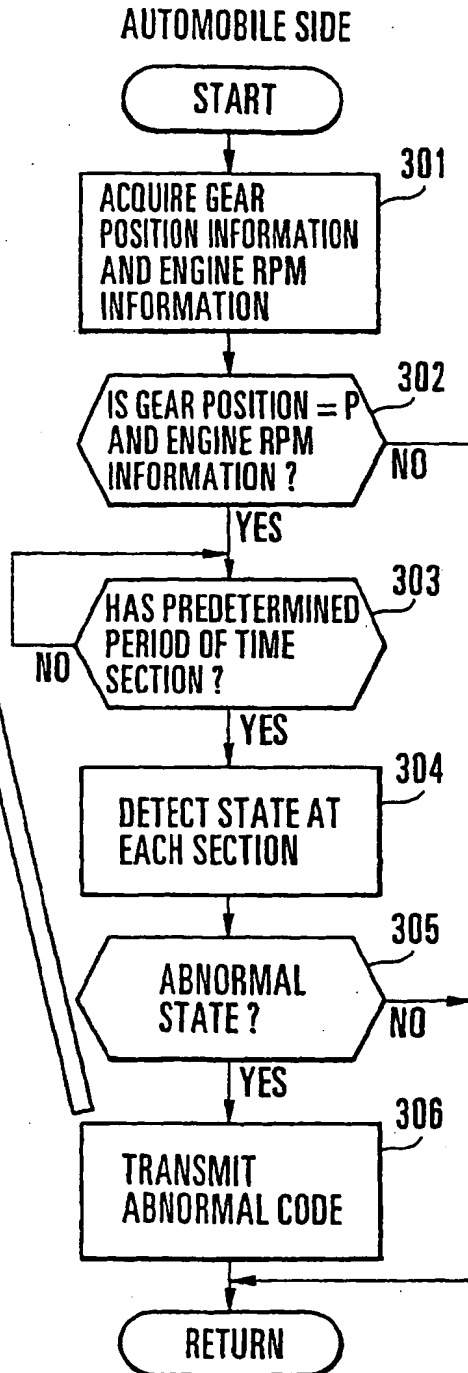 AUTOMOBILE SIDE
START
301
ACQUIRE GEAR
POSITION INFORMATION
AND ENGINE RPM
INFORMATION
302
IS GEAR POSITION = P
AND ENGINE RPM
INFORMATION ?
NO
YES
303
HAS PREDETERMINED
PERIOD OF TIME
SECTION ?
NO
YES
304
DETECT STATE AT
EACH SECTION
305
ABNORMAL
STATE ?
NO
YES
306
TRANSMIT
ABNORMAL CODE
RETURN